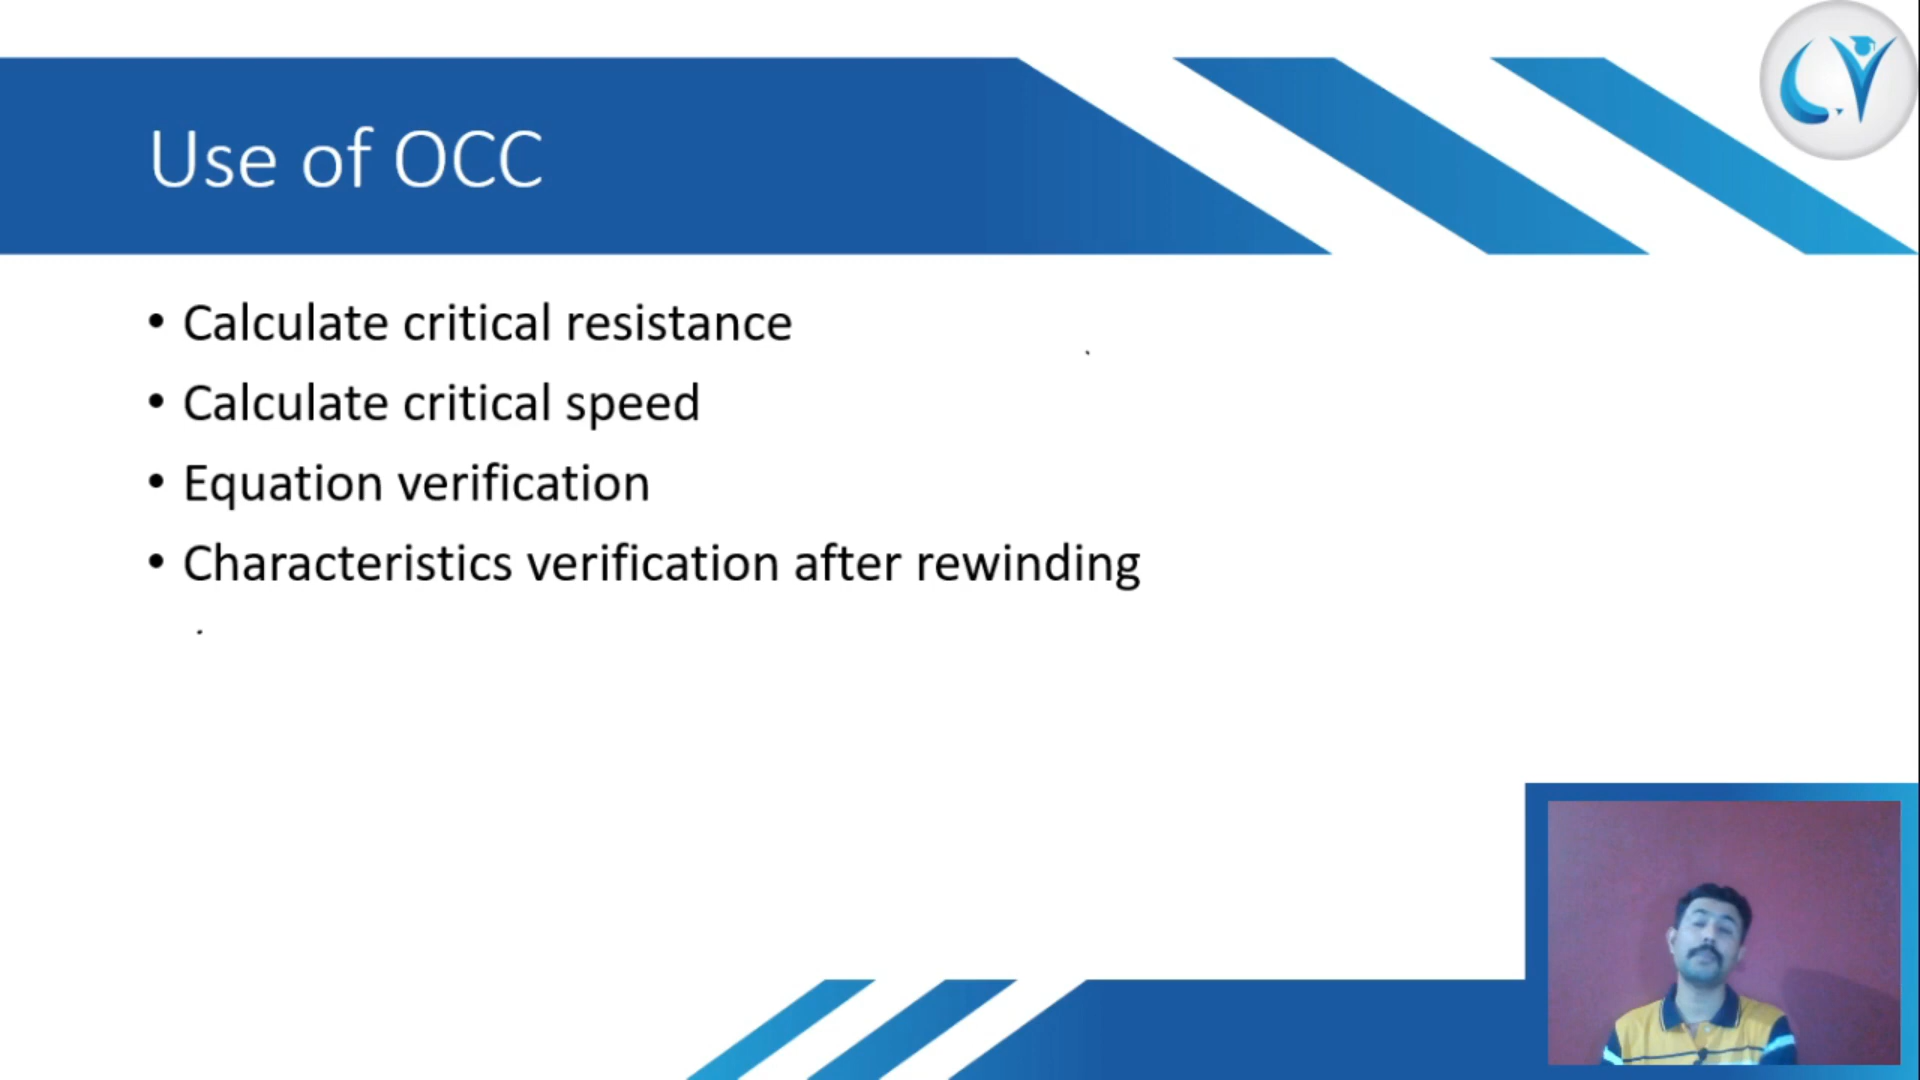 Use of OCC
• Calculate critical resistance
• Calculate critical speed
• Equation verification
• Characteristics verification after rewinding